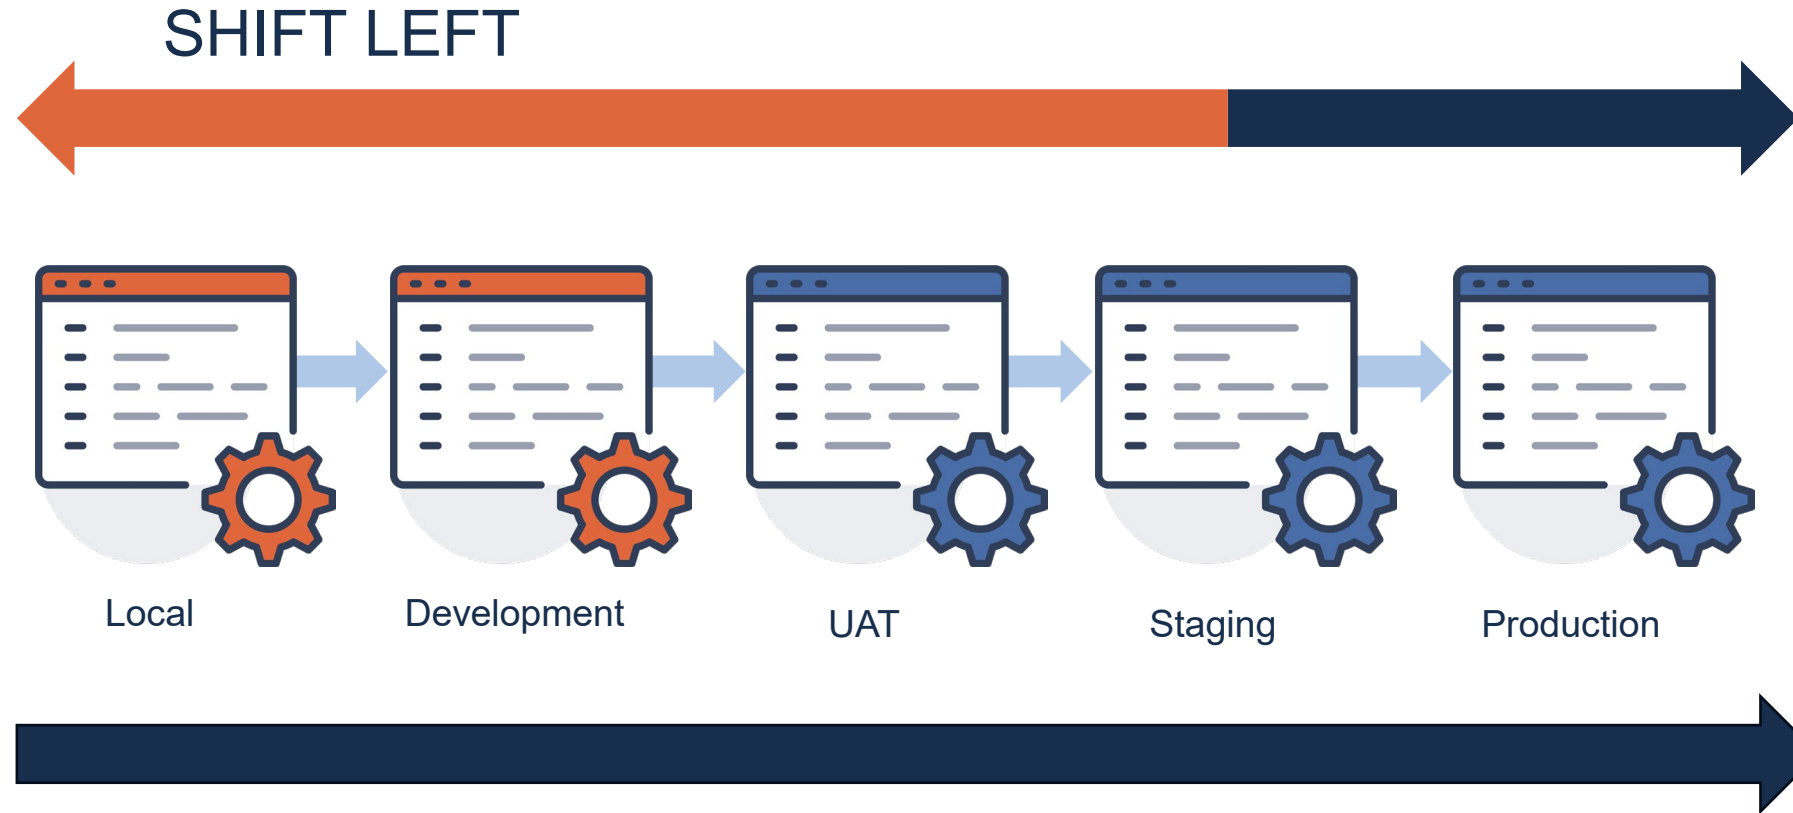 SHIFT LEFT
Local
Development
UAT
Staging
Production